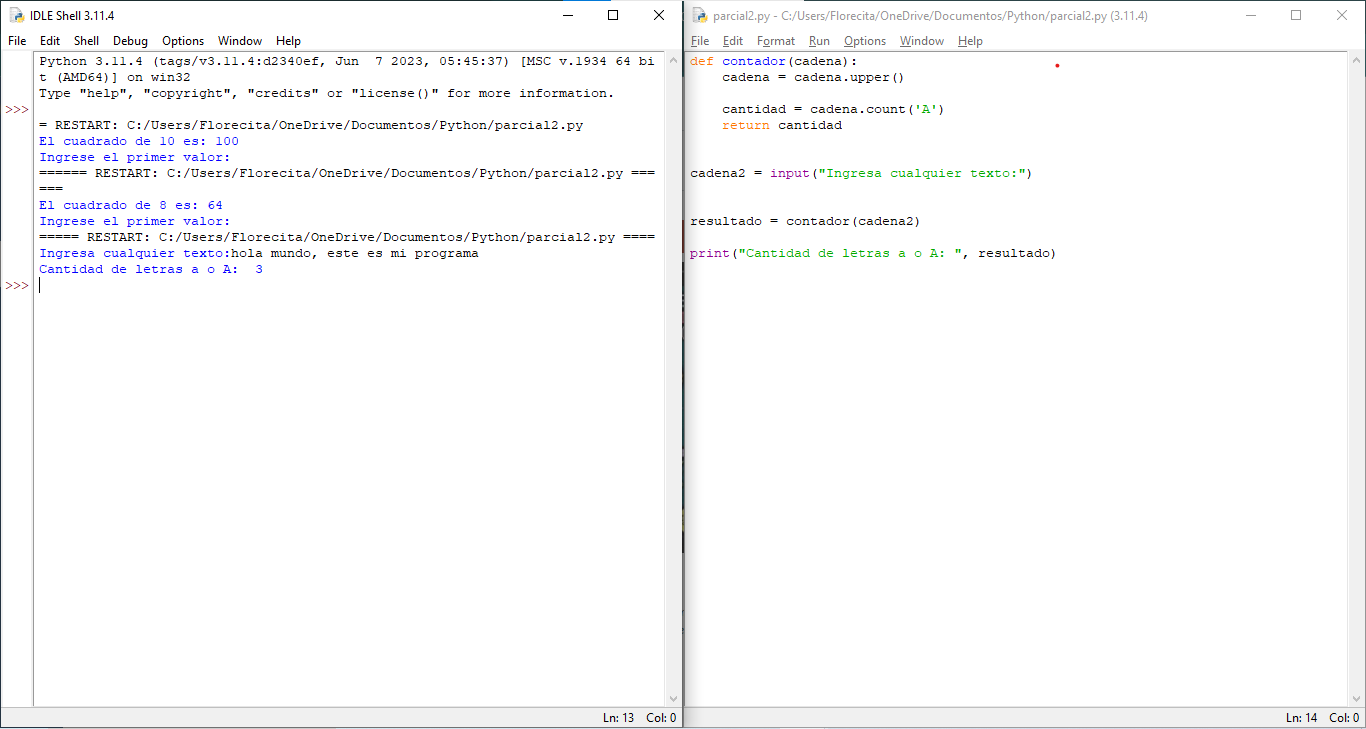 IDLE Shell 3.11.4
File Edit Shell Debug Options Window Help
Python 3.11.4 (tags/v3.11.4:d2340ef, Jun  7 2023, 05:45:37) [MSC v.1934 64 bi
t (AMD64)] on win32
Type "help", "copyright", "credits" or "license()" for more information.
>>>
= RESTART: C:/Users/Florecita/OneDrive/Documentos/Python/parcial2.py
El cuadrado de 10 es: 100
Ingrese el primer valor:
====== RESTART: C:/Users/Florecita/OneDrive/Documentos/Python/parcial2.py ===
===
El cuadrado de 8 es: 64
Ingrese el primer valor:
===== RESTART: C:/Users/Florecita/OneDrive/Documentos/Python/parcial2.py ====
Ingresa cualquier texto:hola mundo, este es mi programa
Cantidad de letras a o A:  3
>>>
Ln: 13 Col: 0
parcial2.py - C:/Users/Florecita/OneDrive/Documentos/Python/parcial2.py (3.11.4)
File Edit Format Run Options Window Help
def contador(cadena):
    cadena = cadena.upper()
    cantidad = cadena.count('A')
    return cantidad
cadena2 = input("Ingresa cualquier texto:")
resultado = contador(cadena2)
print("Cantidad de letras a o A: ", resultado)
Ln: 14 Col: 0